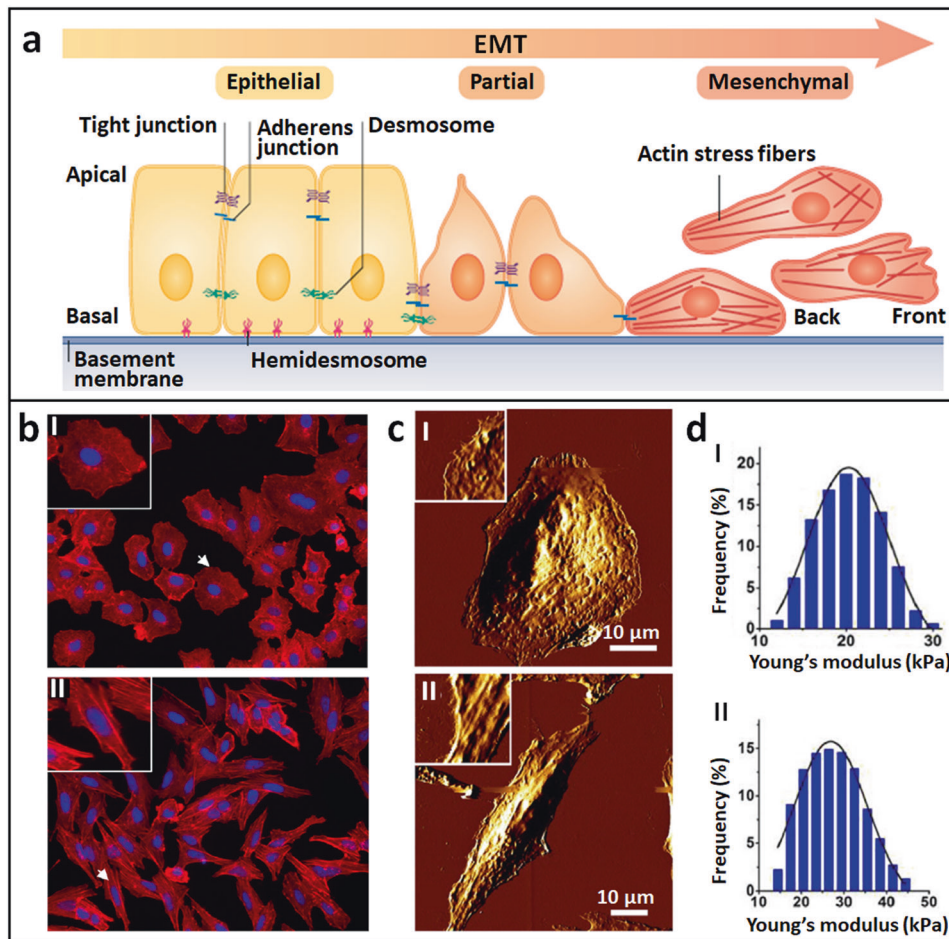 a
EMT
Epithelial
Partial
Mesenchymal
Tight junction
Adherens
junction
Desmosome
Actin stress fibers
Apical
Basal
Back
Front
Basement
membrane
Hemidesmosome
b
I
II
c
I
10 μm
II
10 μm
d
I
Frequency (%)
20
15
10
5
0
10 15 20 25 30
Young's modulus (kPa)
II
Frequency (%)
15
10
5
0
10 20 30 40 50
Young's modulus (kPa)